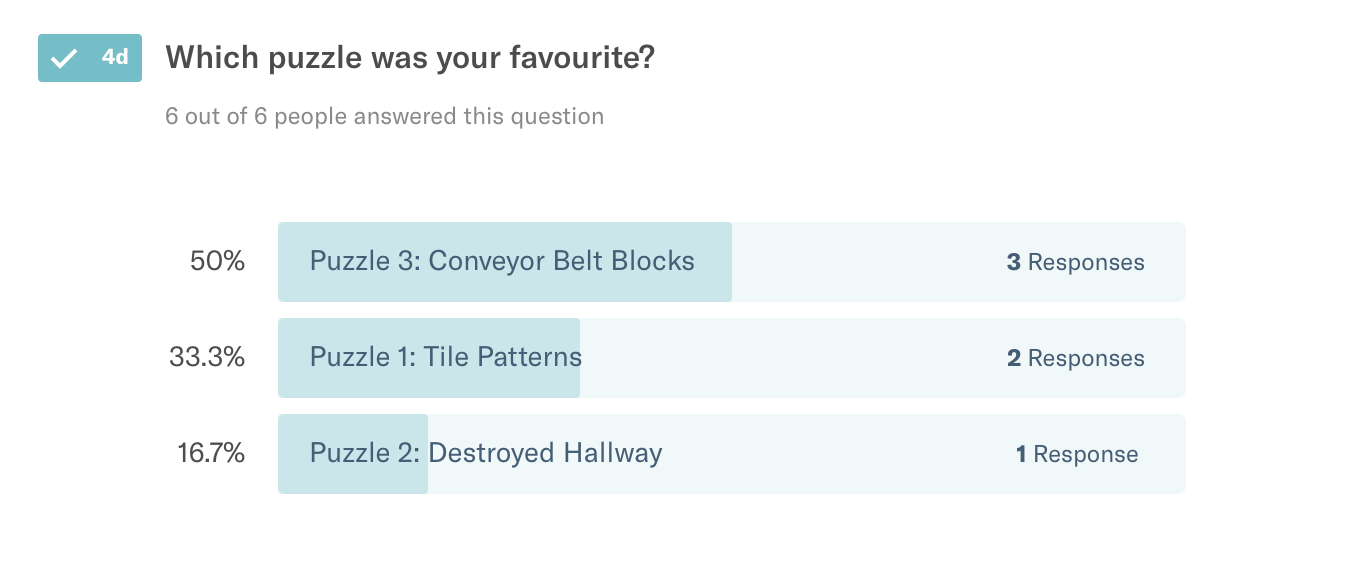 4d Which puzzle was your favourite?
6 out of 6 people answered this question
50% Puzzle 3: Conveyor Belt Blocks 3 Responses
33.3% Puzzle 1: Tile Patterns 2 Responses
16.7% Puzzle 2: Destroyed Hallway 1 Response